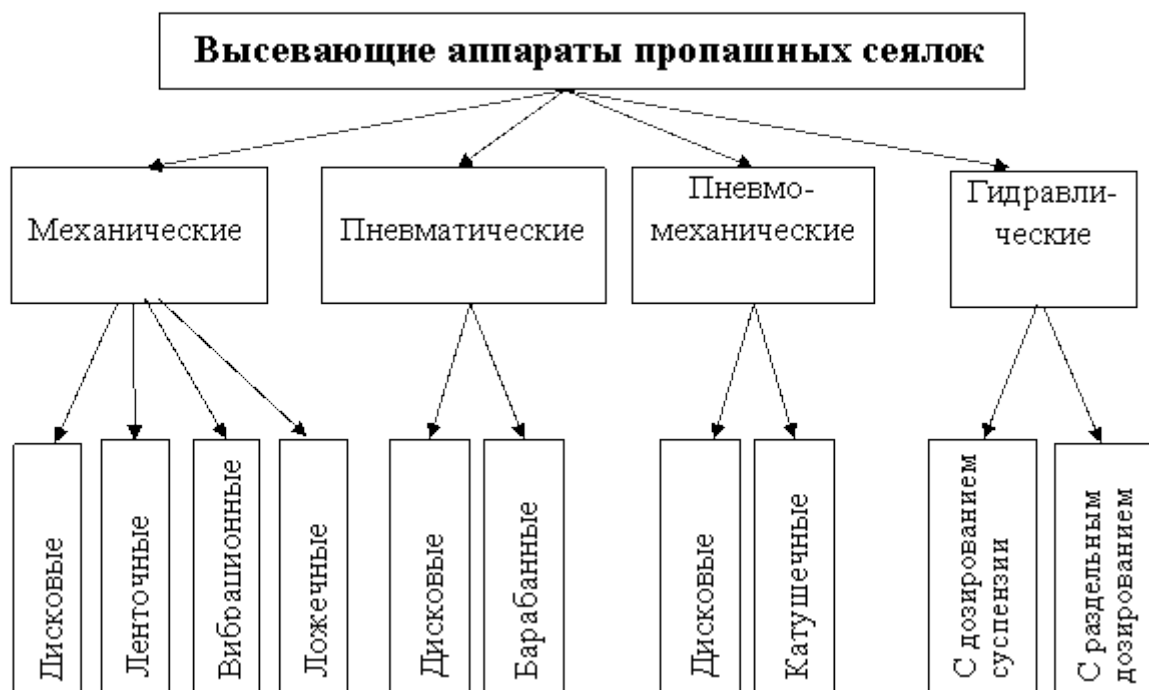 Высевающие аппараты пропашных сеялок
Механические
Пневматические
Пневмо-
механические
Гидравли-
ческие
Дисковые
Ленточные
Вибрационные
Ложечные
Дисковые
Барабанные
Дисковые
Катушечные
С дозированием
суспензии
С раздельным
дозированием